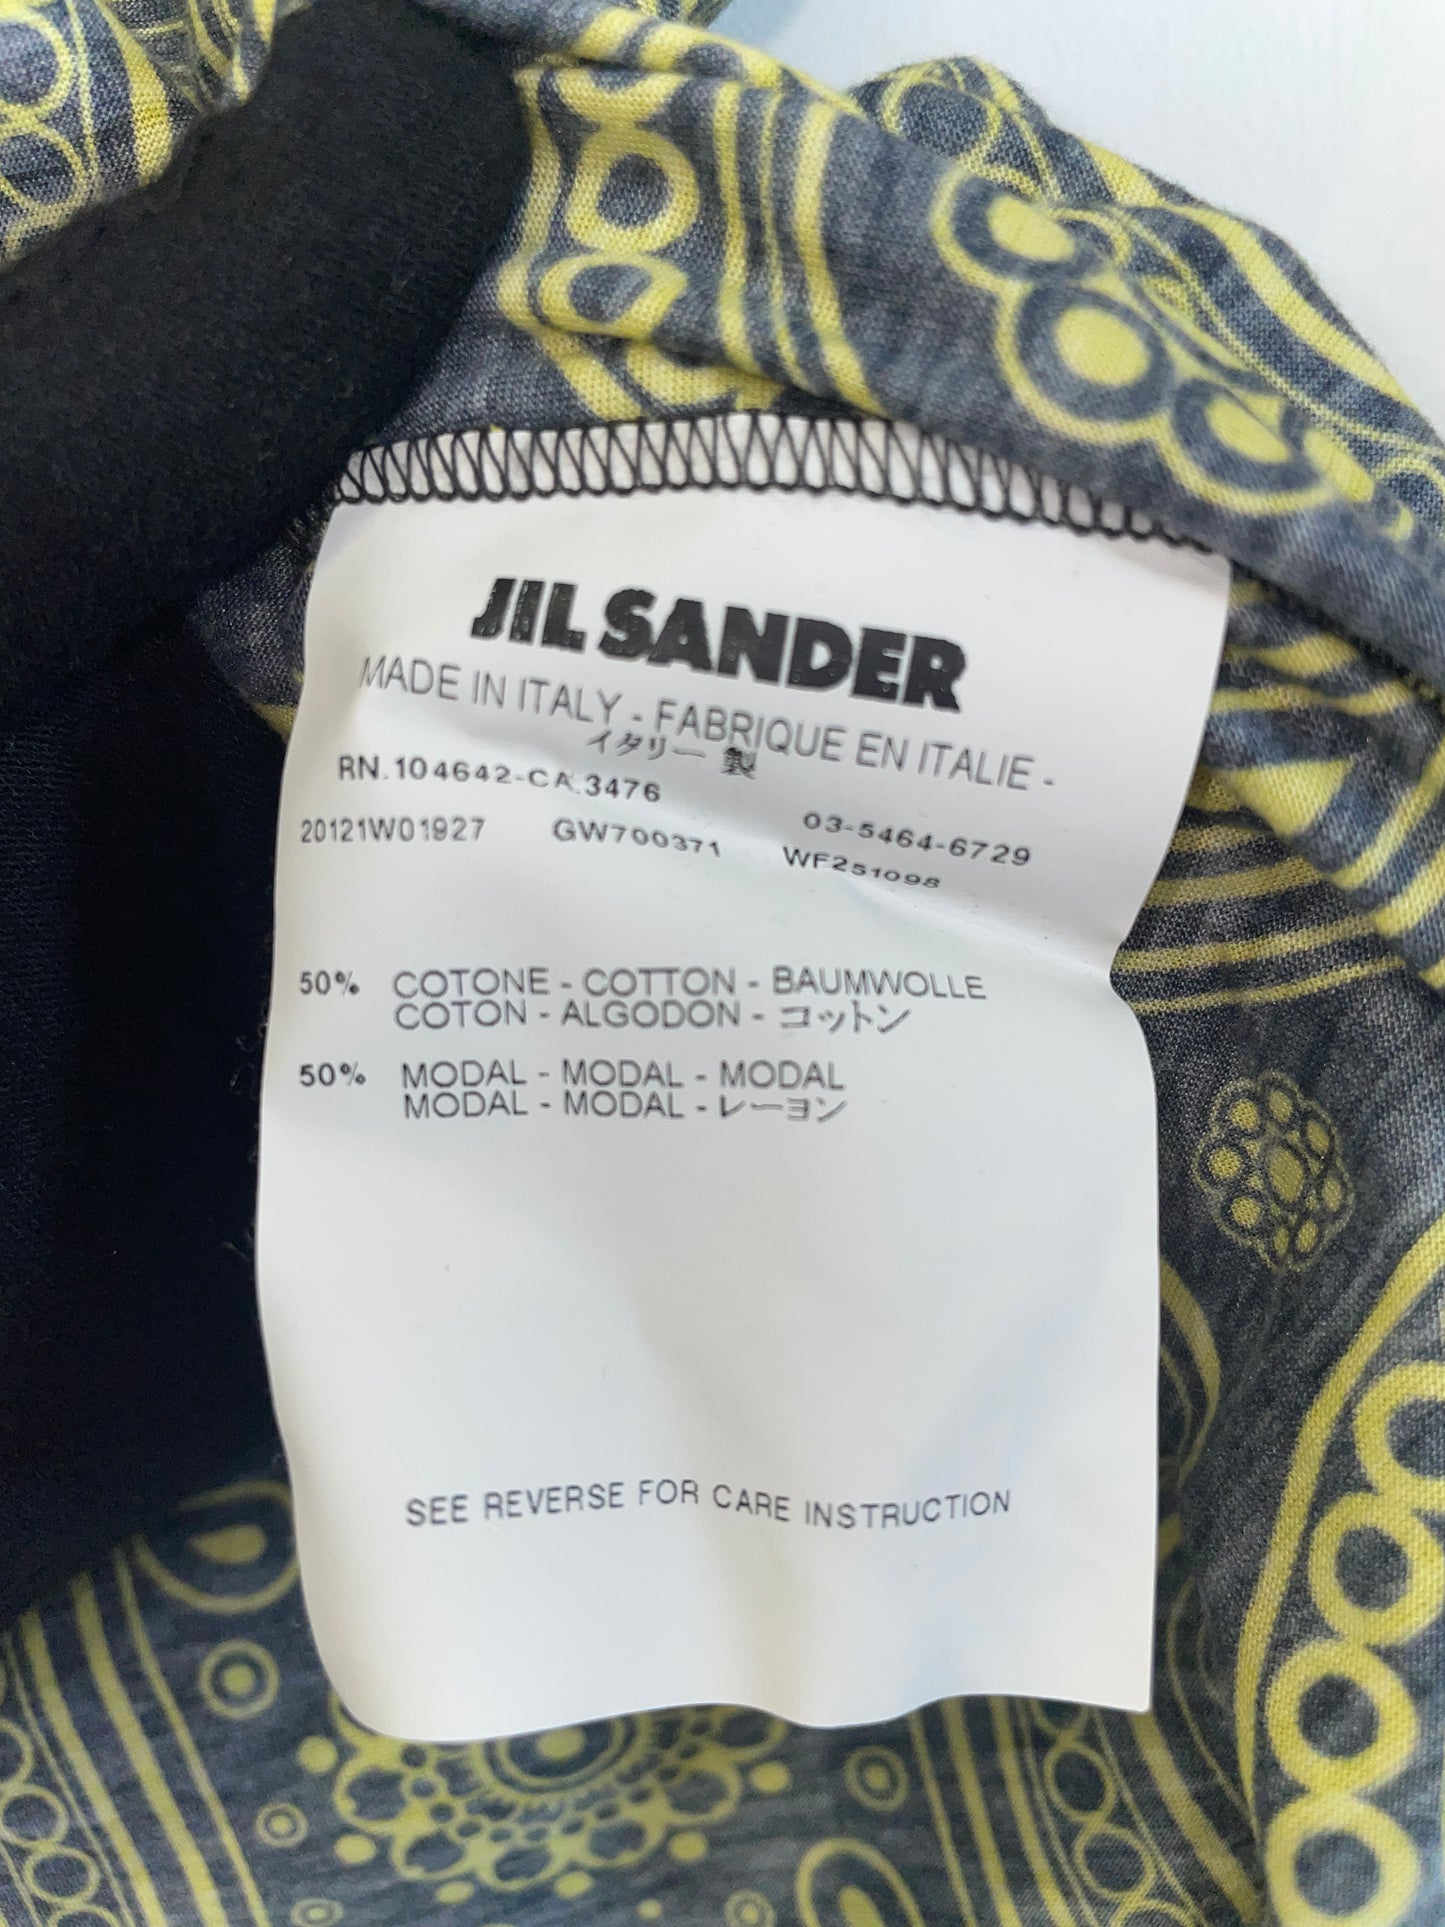 JIL SANDER
MADE IN ITALY - FABRIQUE EN ITALIE -
イタリー製
RN.104642-CA.3476
03-5464-6729
20121W01927 GW700371 WF251098
50% COTONE - COTTON - BAUMWOLLE
COTON - ALGODON - コットン
50% MODAL - MODAL - MODAL
MODAL - MODAL - レーヨン
SEE REVERSE FOR CARE INSTRUCTION